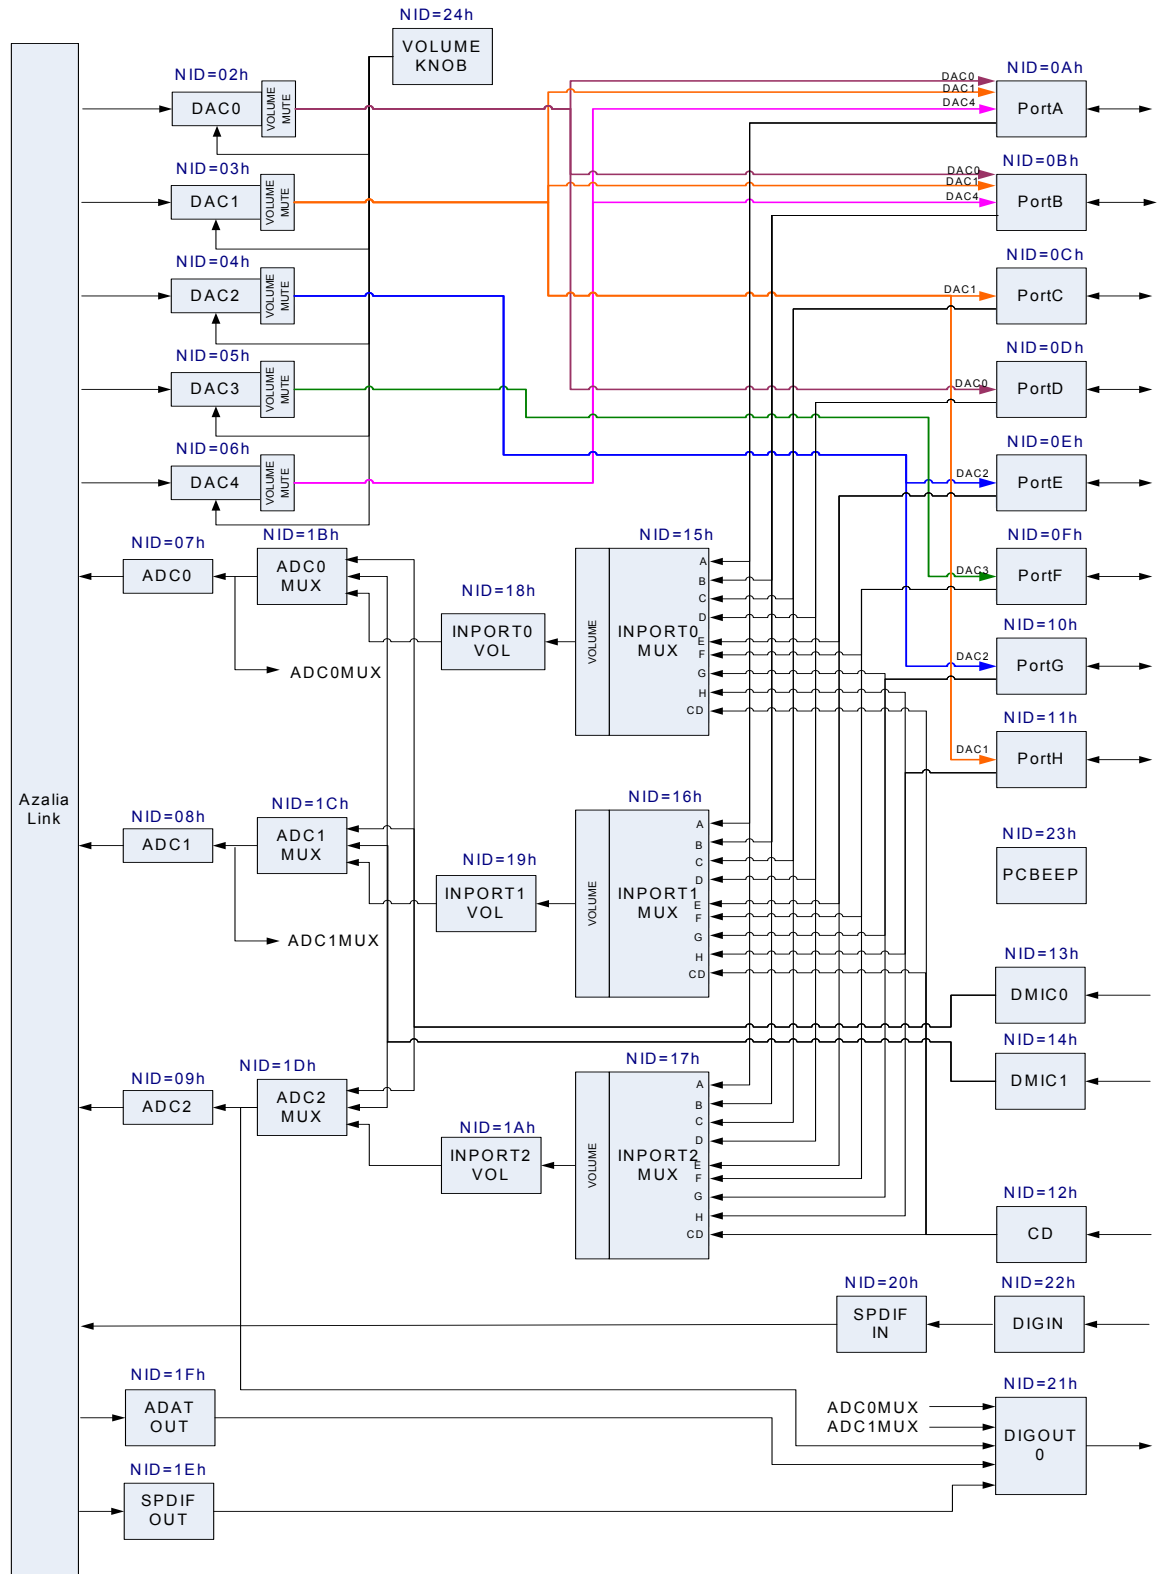 NID=24h
VOLUME
KNOB
NID=02h
DAC0
VOLUME
MUTE
NID=03h
DAC1
VOLUME
MUTE
NID=04h
DAC2
VOLUME
MUTE
NID=05h
DAC3
VOLUME
MUTE
NID=06h
DAC4
VOLUME
MUTE
DAC0
DAC1
DAC4
NID=0Ah
PortA
DAC0
DAC1
DAC4
NID=0Bh
PortB
DAC1
NID=0Ch
PortC
DAC0
NID=0Dh
PortD
DAC2
NID=0Eh
PortE
DAC3
NID=0Fh
PortF
DAC2
NID=10h
PortG
DAC1
NID=11h
PortH
NID=07h
ADC0
NID=1Bh
ADC0
MUX
ADC0MUX
NID=18h
INPORT0
VOL
NID=15h
VOLUME
INPORT0
MUX
A
B
C
D
E
F
G
H
CD
Azalia
Link
NID=08h
ADC1
NID=1Ch
ADC1
MUX
ADC1MUX
NID=19h
INPORT1
VOL
NID=16h
VOLUME
INPORT1
MUX
A
B
C
D
E
F
G
H
CD
NID=23h
PCBEEP
NID=13h
DMIC0
NID=14h
DMIC1
NID=09h
ADC2
NID=1Dh
ADC2
MUX
NID=1Ah
INPORT2
VOL
NID=17h
VOLUME
INPORT2
MUX
A
B
C
D
E
F
G
H
CD
NID=12h
CD
NID=20h
SPDIF
IN
NID=22h
DIGIN
NID=1Fh
ADAT
OUT
NID=1Eh
SPDIF
OUT
ADC0MUX
ADC1MUX
NID=21h
DIGOUT
0